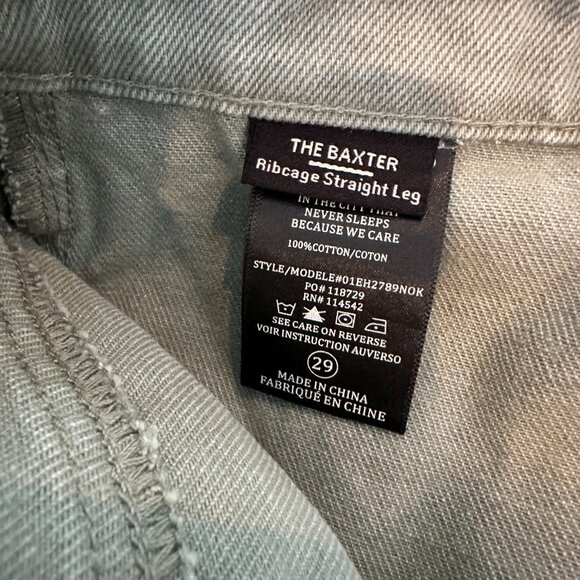 THE BAXTER
Ribcage Straight Leg
IN THE CITY THAT
NEVER SLEEPS
BECAUSE WE CARE
100%COTTON/COTON
STYLE/MODELE#01EH2789NOK
PO# 118729
RN# 114542
SEE CARE ON REVERSE
VOIR INSTRUCTION AUVERSO
29
MADE IN CHINA
FABRIQUÉ EN CHINE